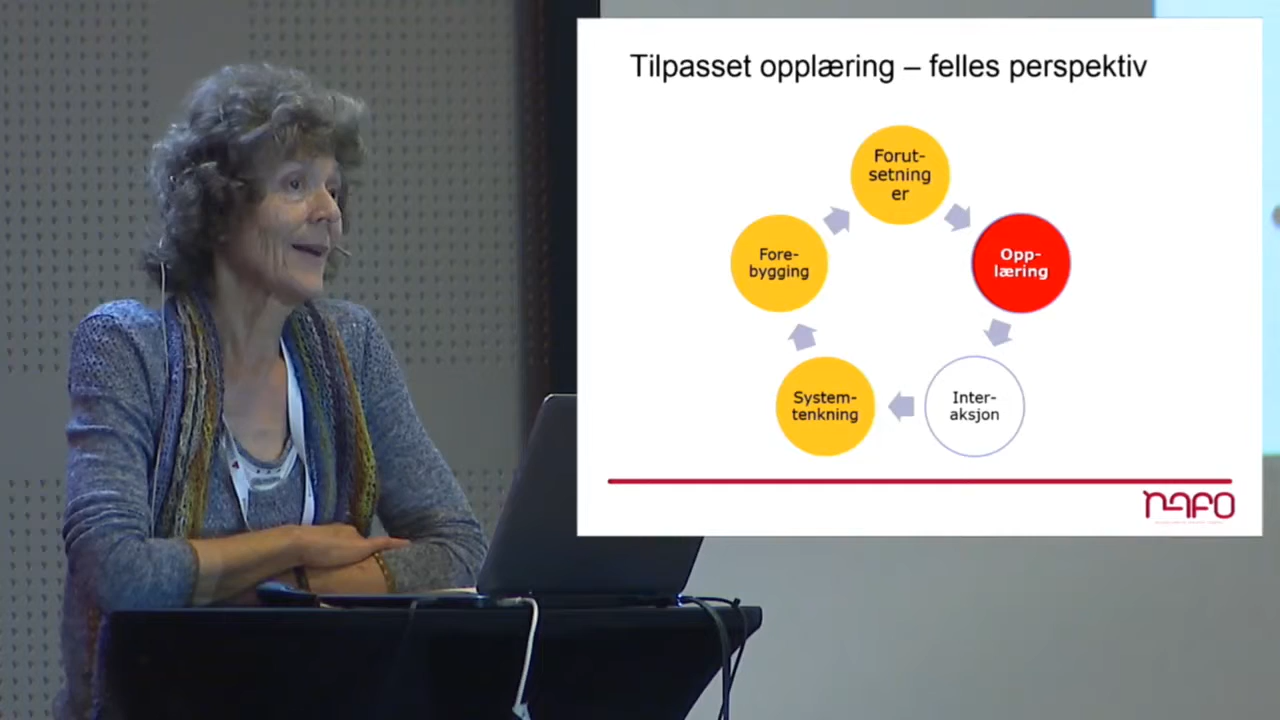 Tilpasset opplæring – felles perspektiv
Forut-
setning
er
Opp-
læring
Inter-
aksjon
System-
tenkning
Fore-
bygging
NAFO